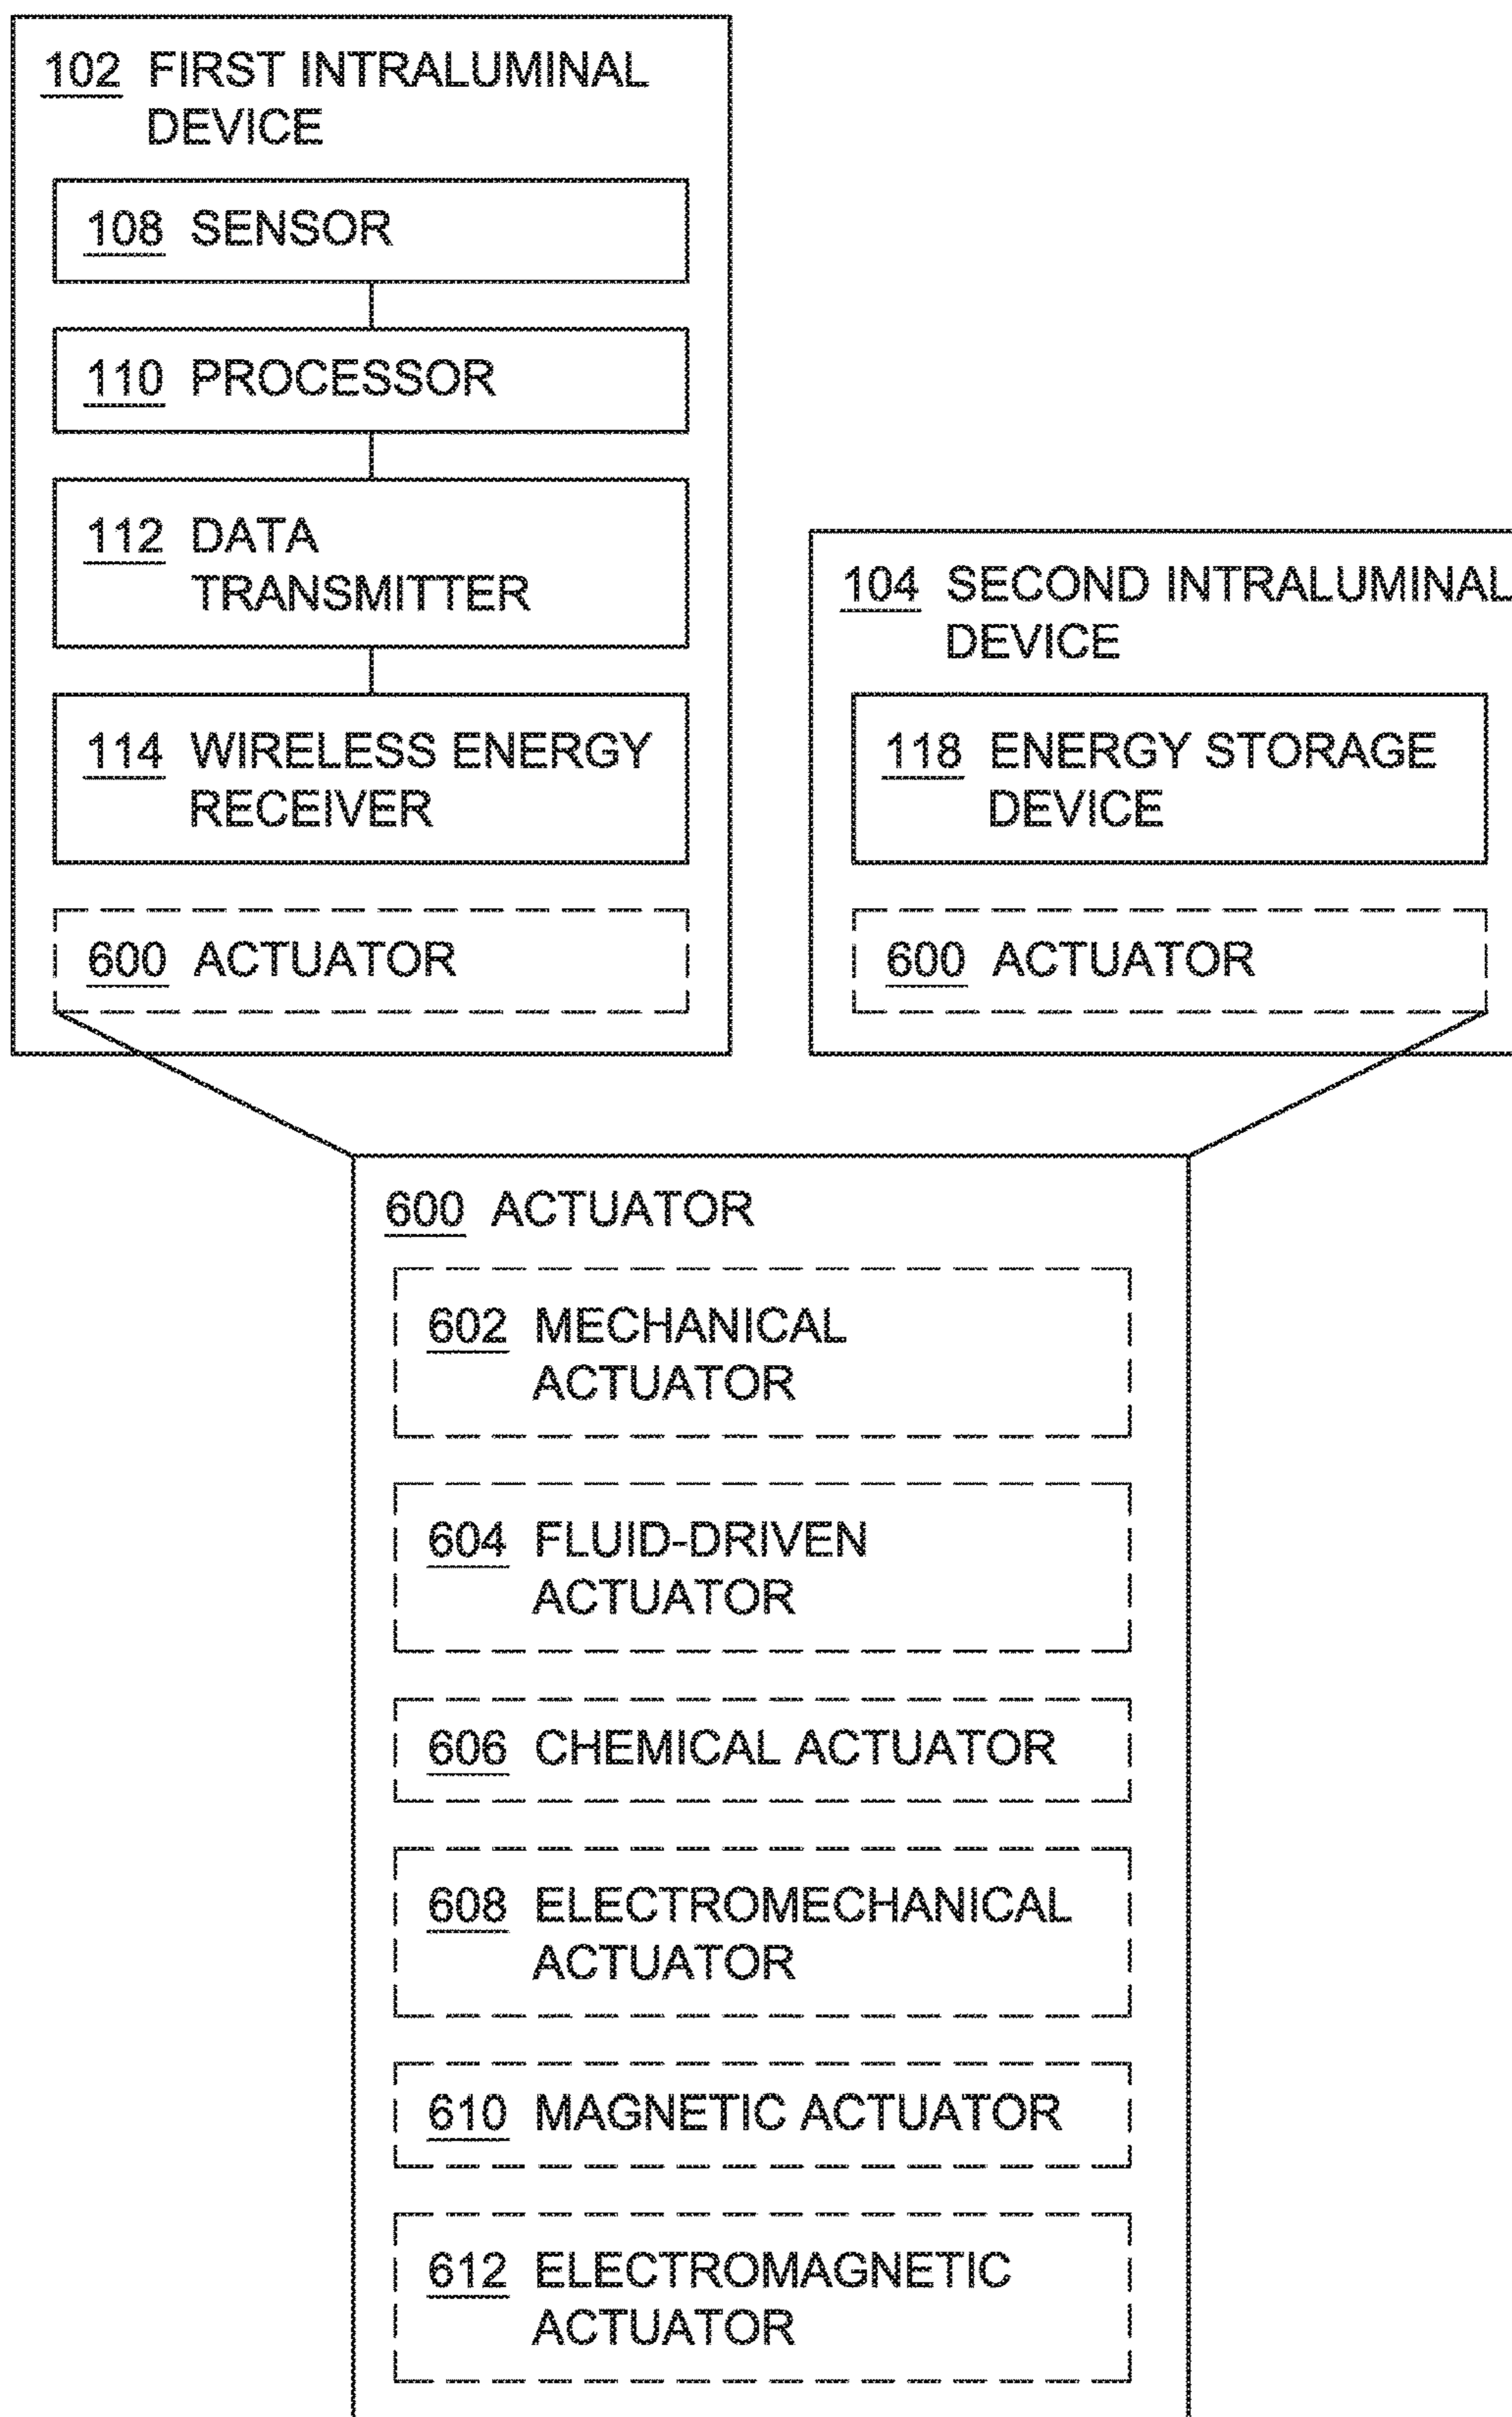 102 FIRST INTRALUMINAL
DEVICE
108 SENSOR
110 PROCESSOR
112 DATA
TRANSMITTER
114 WIRELESS ENERGY
RECEIVER
600 ACTUATOR
104 SECOND INTRALUMINAL
DEVICE
118 ENERGY STORAGE
DEVICE
600 ACTUATOR
600 ACTUATOR
602 MECHANICAL
ACTUATOR
604 FLUID-DRIVEN
ACTUATOR
606 CHEMICAL ACTUATOR
608 ELECTROMECHANICAL
ACTUATOR
610 MAGNETIC ACTUATOR
612 ELECTROMAGNETIC
ACTUATOR